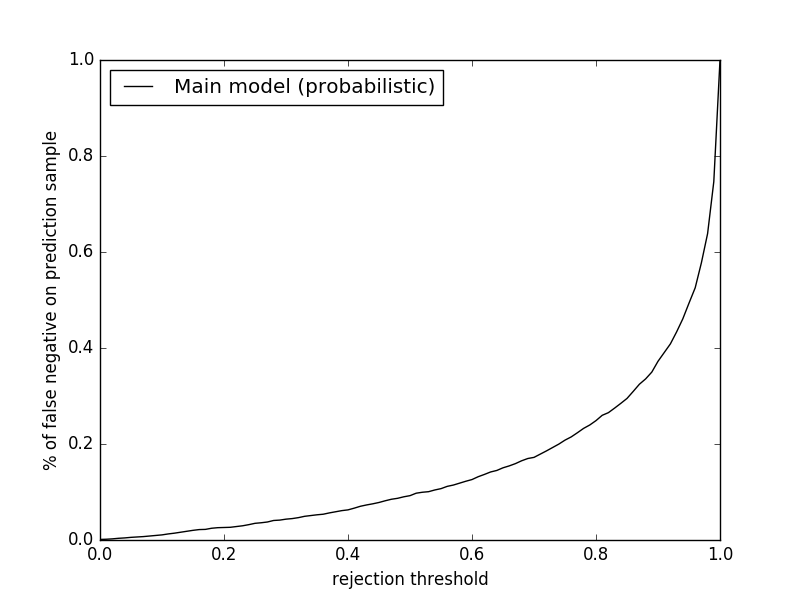 Main model (probabilistic)
% of false negative on prediction sample
1.0
0.8
0.6
0.4
0.2
0.0
0.0 0.2 0.4 0.6 0.8 1.0
rejection threshold